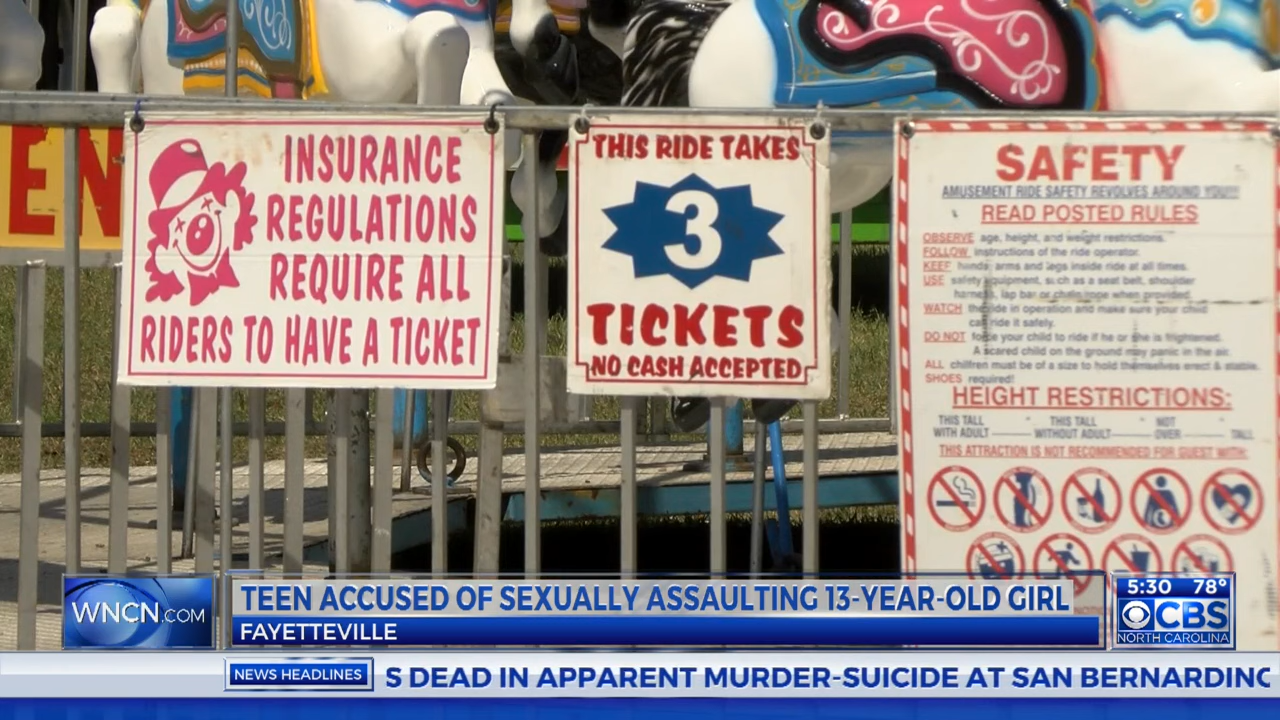 EN
INSURANCE
REGULATIONS
REQUIRE ALL
RIDERS TO HAVE A TICKET
THIS RIDE TAKES
3
TICKETS
NO CASH ACCEPTED
SAFETY
AMUSEMENT RIDE SAFETY REVOLVES AROUND YOU!!!
READ POSTED RULES
OBSERVE age, height, and weight restrictions.
FOLLOW instructions of the ride operator.
KEEP hands arms and legs inside ride at all times.
USE safety equipment, such as a seat belt, shoulder
harness, lap bar or chain/rope when provided.
WATCH the ride in operation and make sure your child
can ride it safely.
DO NOT force your child to ride if he or she is frightened.
A scared child on the ground may panic in the air.
ALL children must be of a size to hold themselves erect & stable.
SHOES required!
HEIGHT RESTRICTIONS:
THIS TALL
WITH ADULT
" THIS TALL
WITHOUT ADULT
" NOT
OVER
" TALL
THIS ATTRACTION IS NOT RECOMMENDED FOR GUEST WITH:
WNCN.COM
TEEN ACCUSED OF SEXUALLY ASSAULTING 13-YEAR-OLD GIRL
FAYETTEVILLE
5:30 78°
CBS
NORTH CAROLINA
NEWS HEADLINES
S DEAD IN APPARENT MURDER-SUICIDE AT SAN BERNARDINO